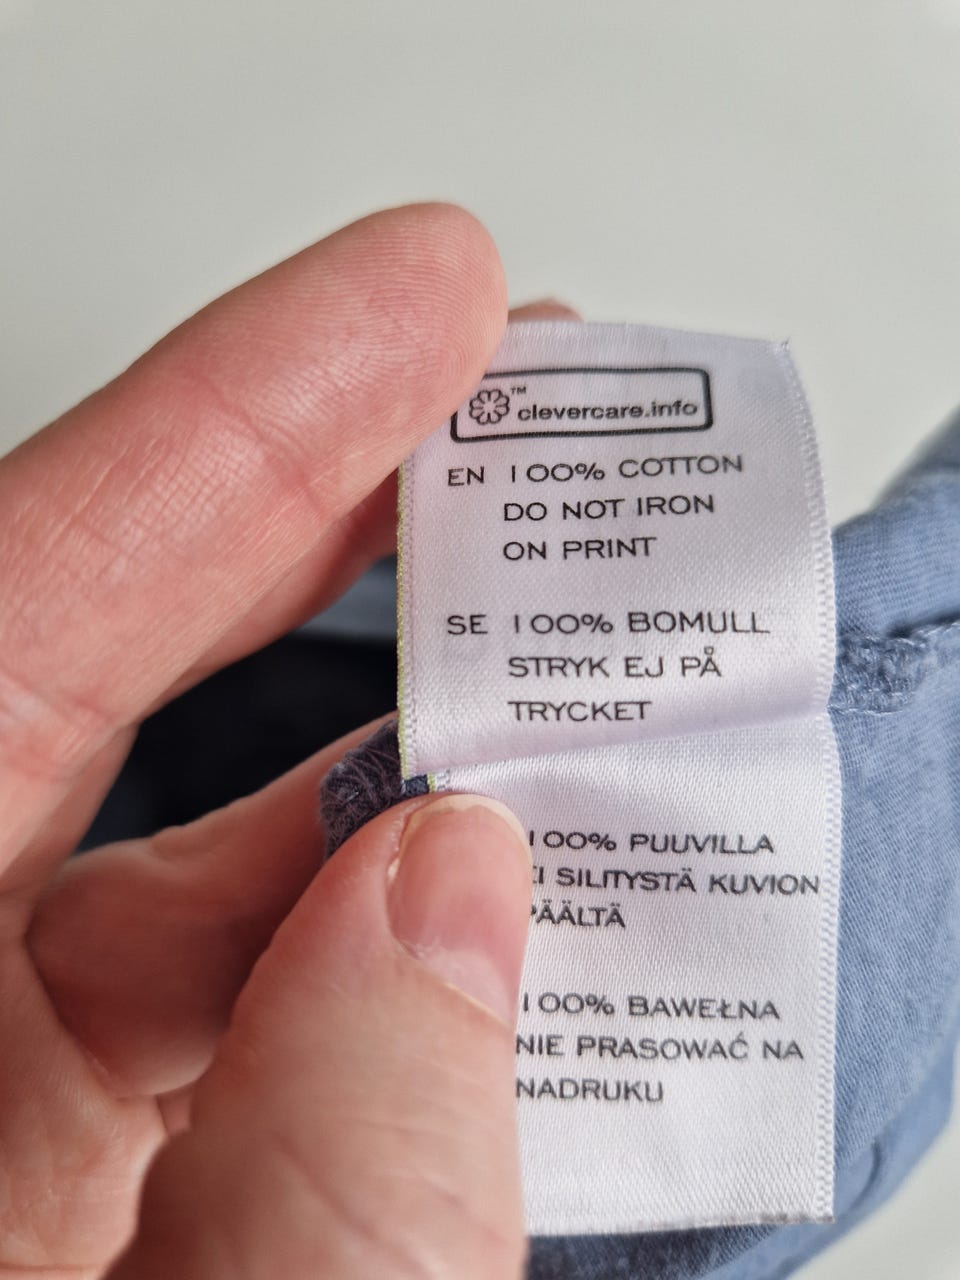 ™
clevercare.info
EN 100% COTTON
DO NOT IRON
ON PRINT
SE 100% BOMULL
STRYK EJ PÅ
TRYCKET
100% PUUVILLA
SILITYSTÄ KUVION
100% BAWEŁNA
NIE PRASOWAĆ NA
NADRUKU